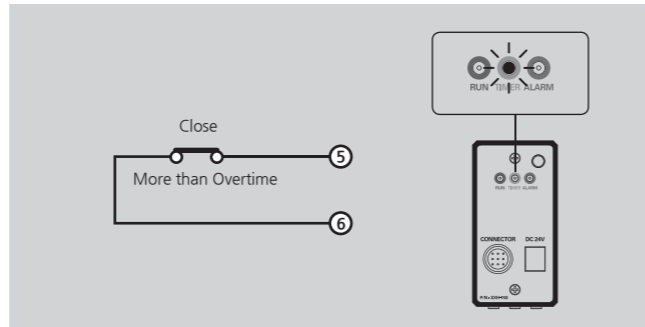 RUN TIMER ALARM
Close
5
More than Overtime
6
RUN TIMER ALARM
CONNECTOR DC 24V